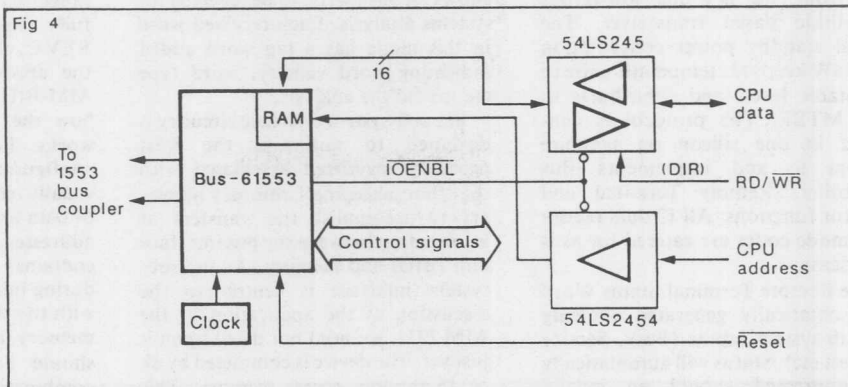 Fig 4
54LS245
16
RAM
CPU
data
To
1553
bus
coupler
Bus-61553
IOENBL
(DIR)
RD/WR
Control signals
CPU
address
Clock
54LS2454
Reset